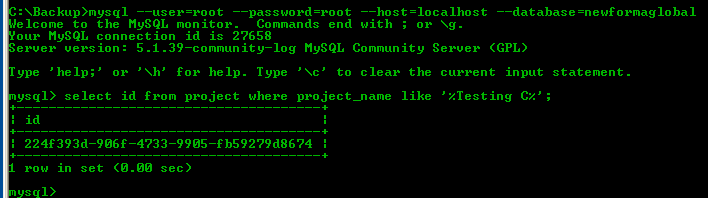 C:\Backup>mysql --user=root --password=root --host=localhost --database=newformaglobal
Welcome to the MySQL monitor.  Commands end with ; or \g.
Your MySQL connection id is 27658
Server version: 5.1.39-community-log MySQL Community Server (GPL)
Type 'help;' or '\h' for help. Type '\c' to clear the current input statement.
mysql> select id from project where project_name like '%Testing C%';
+--------------------------------------+
| id                                   |
+--------------------------------------+
| 224f393d-906f-4733-9905-fb59279d8674 |
+--------------------------------------+
1 row in set (0.00 sec)
mysql>